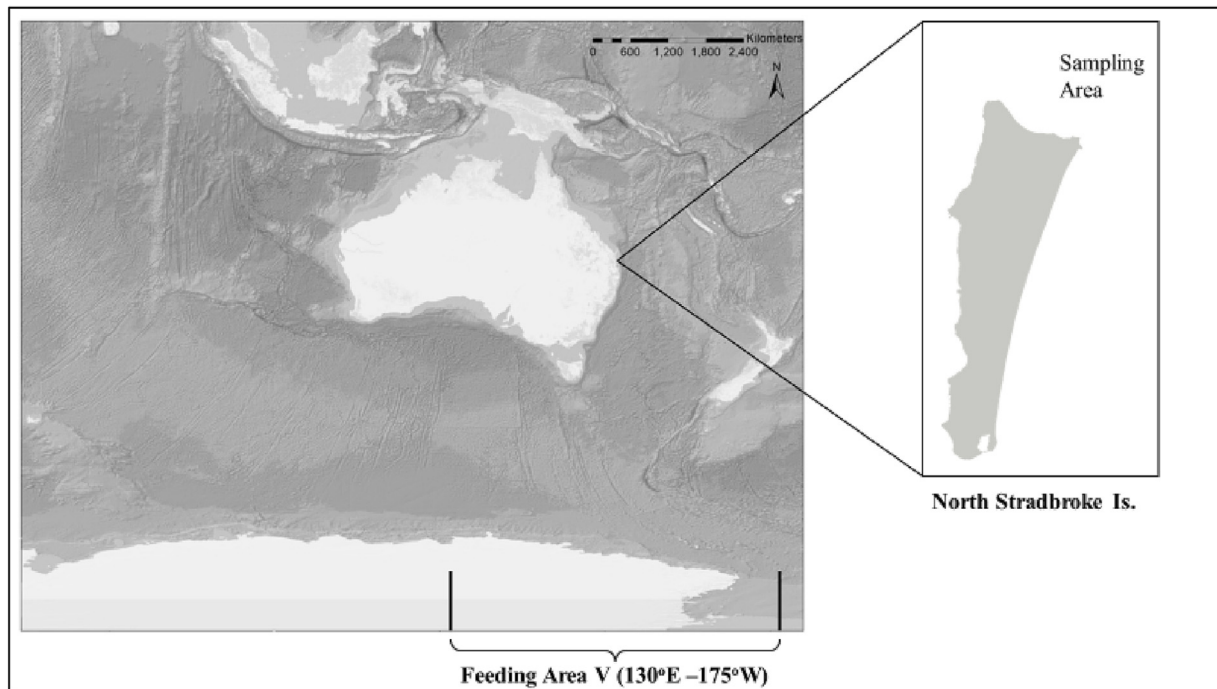 Kilometers
0 600 1,200 1,800 2,400
N
Sampling
Area
North Stradbroke Is.
Feeding Area V (130°E –175°W)